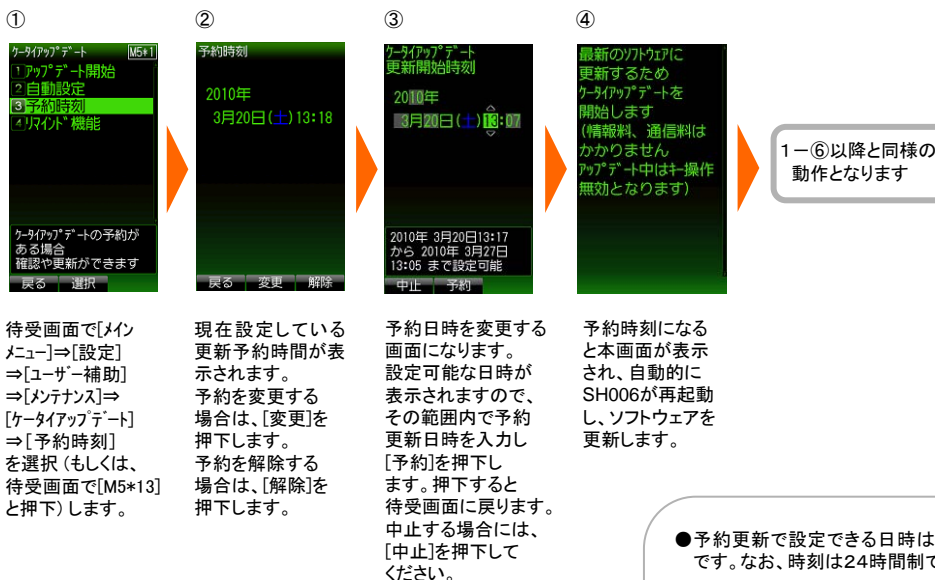 ①
ケータイアップデート M5*1
1 アップデート開始
2 自動設定
3 予約時刻
4 リマインド機能
ケータイアップデートの予約が
ある場合
確認や更新ができます
戻る 選択
待受画面で[メイン
メニュー]⇒[設定]
⇒[ユーザー補助]
⇒[メンテナンス]⇒
[ケータイアップデート]
⇒[予約時刻]
を選択(もしくは、
待受画面で[M5*13]
と押下)します。
②
予約時刻
2010年
3月20日(土)13:18
戻る 変更 解除
現在設定している
更新予約時間が表
示されます。
予約を変更する
場合は、[変更]を
押下します。
予約を解除する
場合は、[解除]を
押下します。
③
ケータイアップデート
更新開始時刻
2010年
3月20日(土)13:07
2010年 3月20日13:17
から 2010年 3月27日
13:05 まで設定可能
中止 予約
予約日時を変更する
画面になります。
設定可能な日時が
表示されますので、
その範囲内で予約
更新日時を入力し
[予約]を押下し
ます。押下すると
待受画面に戻ります。
中止する場合には、
[中止]を押下して
ください。
④
最新のソフトウェアに
更新するため
ケータイアップデートを
開始します
(情報料、通信料は
かかりません
アップデート中はキー操作
無効となります)
予約時刻になる
と本画面が表示
され、自動的に
SH006が再起動
し、ソフトウェアを
更新します。
1-⑥以降と同様の
動作となります
●予約更新で設定できる日時は
です。なお、時刻は24時間制で